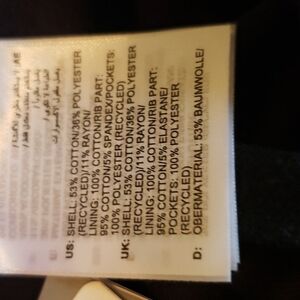 US: SHELL: 53% COTTON/36% POLYESTER
(RECYCLED)/11% RAYON/
LINING: 100% COTTON/RIB PART:
95% COTTON/5% SPANDEX/POCKETS:
100% POLYESTER (RECYCLED)
UK: SHELL: 53% COTTON/36% POLYESTER
(RECYCLED)/11% RAYON/
LINING: 100% COTTON/RIB PART:
95% COTTON/5% ELASTANE/
POCKETS: 100% POLYESTER
(RECYCLED)
D: OBERMATERIAL: 53% BAUMWOLLE/